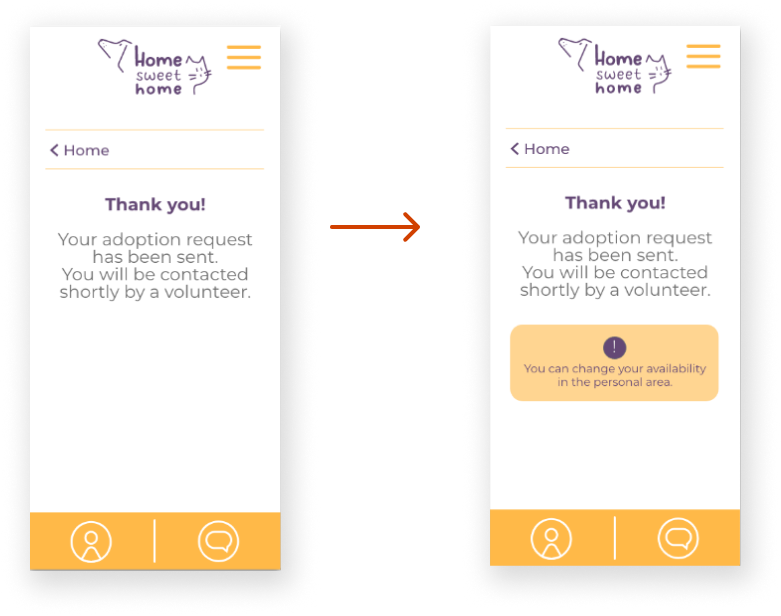 Home
sweet
home
< Home
Thank you!
Your adoption request
has been sent.
You will be contacted
shortly by a volunteer.
Home
sweet
home
< Home
Thank you!
Your adoption request
has been sent.
You will be contacted
shortly by a volunteer.
!
You can change your availability
in the personal area.